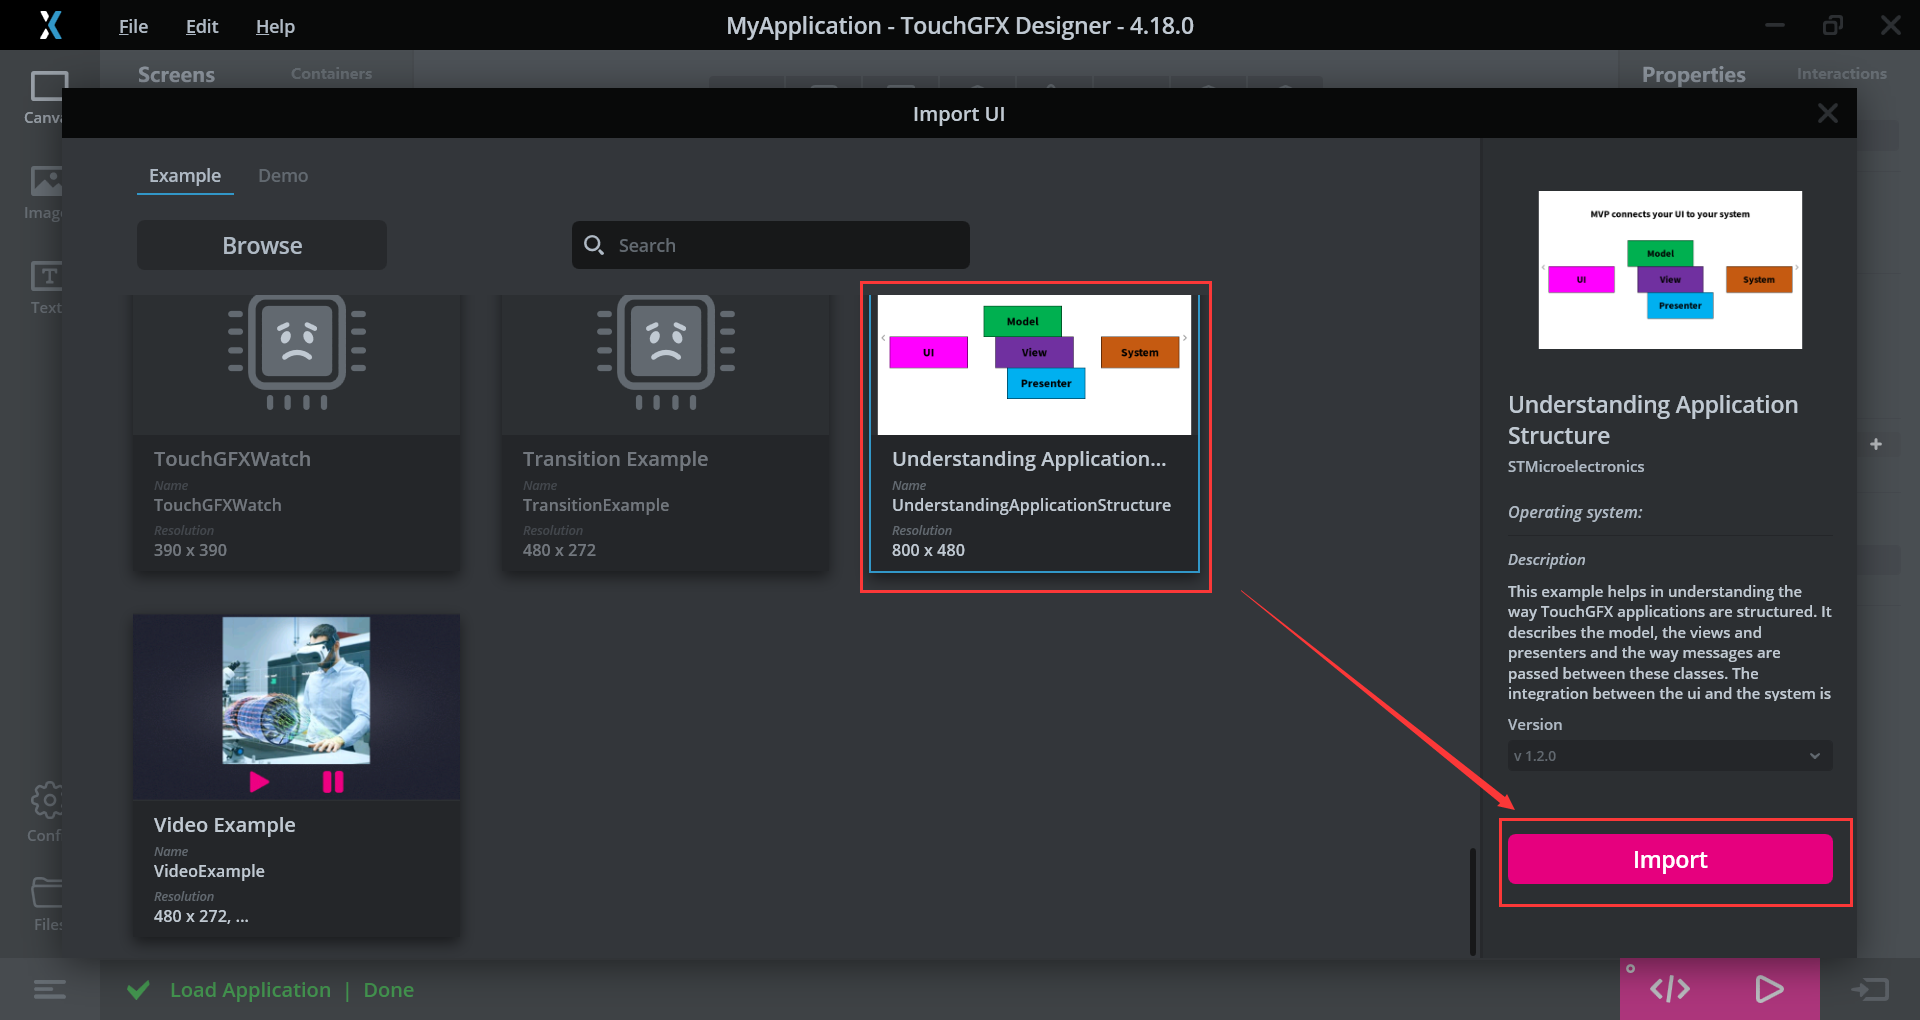 File Edit Help
MyApplication - TouchGFX Designer - 4.18.0
Screens Containers
Properties Interactions
Canv
Import UI
Example Demo
Image
Browse
Search
Text
MVP connects your UI to your system
Model
UI View System
Presenter
Model
UI View System
Presenter
TouchGFXWatch
Name
TouchGFXWatch
Resolution
390 x 390
Transition Example
Name
TransitionExample
Resolution
480 x 272
Understanding Application...
Name
UnderstandingApplicationStructure
Resolution
800 x 480
Video Example
Name
VideoExample
Resolution
480 x 272, ...
Understanding Application
Structure
STMicroelectronics
Operating system:
Description
This example helps in understanding the
way TouchGFX applications are structured. It
describes the model, the views and
presenters and the way messages are
passed between these classes. The
integration between the ui and the system is
Version
v 1.2.0
Import
Conf
Files
Load Application | Done